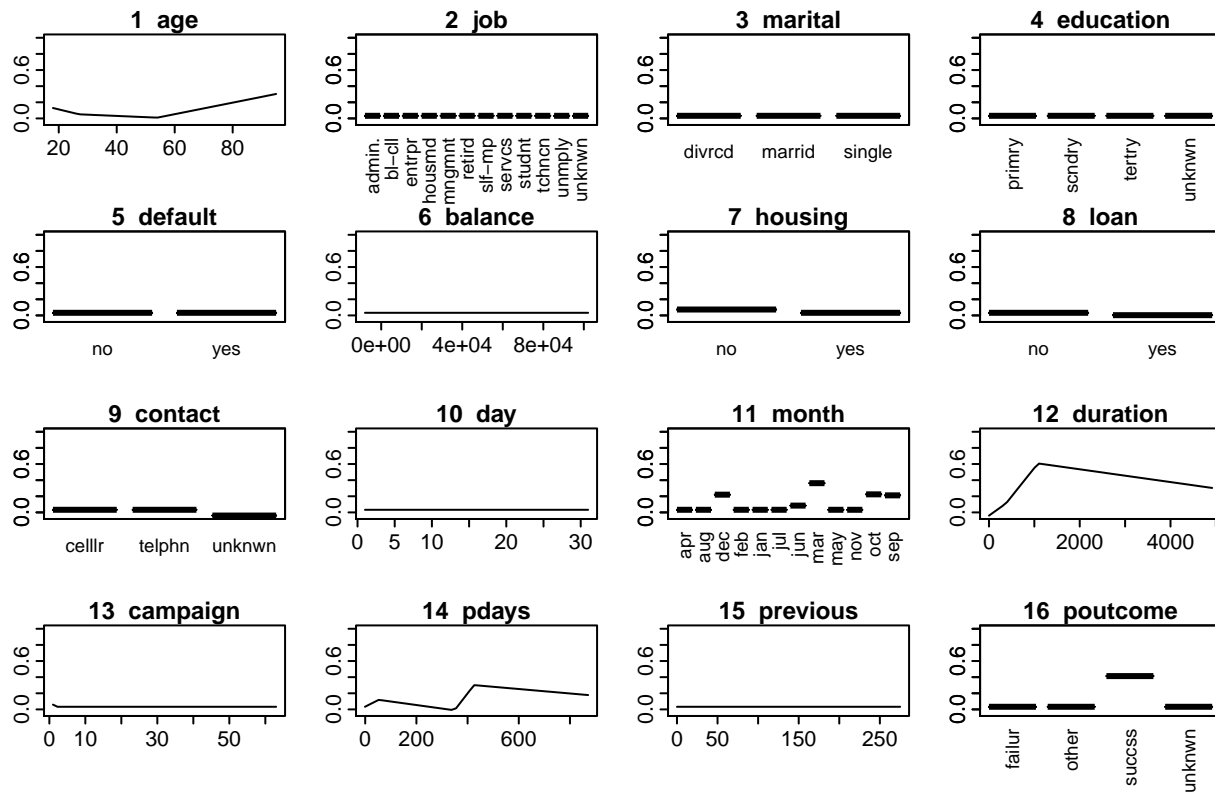 1 age
0.0 0.6
20 40 60 80
2 job
0.0 0.6
admin. bl-cll entrpr housmd mngmnt retird slf-mp servcs studnt tchncn unmply unknwn
3 marital
0.0 0.6
divrcd marrid single
4 education
0.0 0.6
primry scndry tertry unknwn
5 default
0.0 0.6
no yes
6 balance
0.0 0.6
0e+00 4e+04 8e+04
7 housing
0.0 0.6
no yes
8 loan
0.0 0.6
no yes
9 contact
0.0 0.6
celllr telphn unknwn
10 day
0.0 0.6
0 5 10 15 20 30
11 month
0.0 0.6
apr aug dec feb jan jul jun mar may nov oct sep
12 duration
0.0 0.6
0 2000 4000
13 campaign
0.0 0.6
0 10 30 50
14 pdays
0.0 0.6
0 200 600
15 previous
0.0 0.6
0 50 150 250
16 poutcome
0.0 0.6
failur other succss unknwn